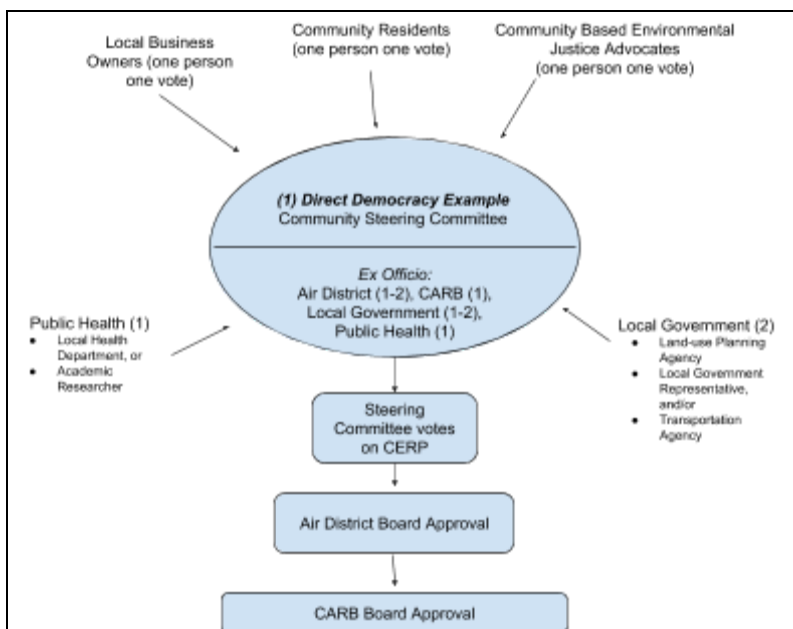 Local Business
Owners (one person
one vote)
Community Residents
(one person one vote)
Community Based Environmental
Justice Advocates
(one person one vote)
(1) Direct Democracy Example
Community Steering Committee
Ex Officio:
Air District (1-2), CARB (1),
Local Government (1-2),
Public Health (1)
Public Health (1)
● Local Health
Department, or
● Academic
Researcher
Local Government (2)
● Land-use Planning
Agency
● Local Government
Representative,
and/or
● Transportation
Agency
Steering
Committee votes
on CERP
Air District Board Approval
CARB Board Approval